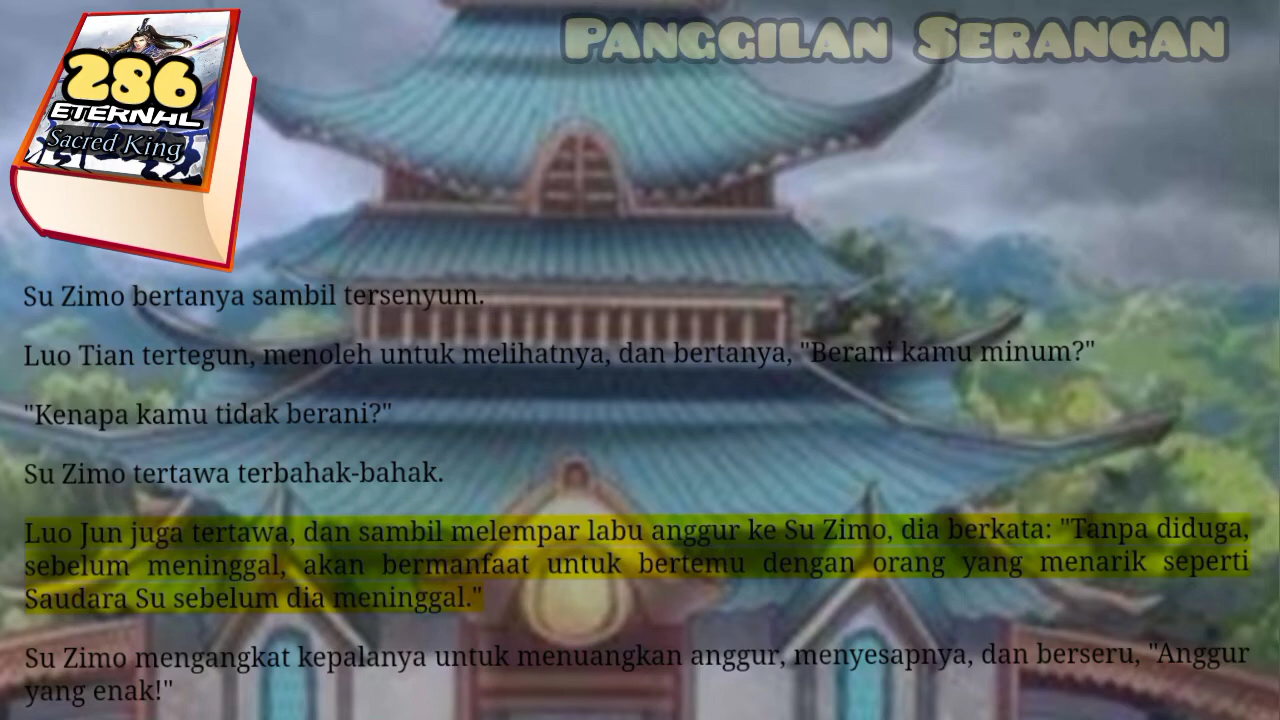 PANGGILAN SERANGAN
286
ETERNAL
Sacred King
Su Zimo bertanya sambil tersenyum.
Luo Tian tertegun, menoleh untuk melihatnya, dan bertanya, "Berani kamu minum?"
"Kenapa kamu tidak berani?"
Su Zimo tertawa terbahak-bahak.
Luo Jun juga tertawa, dan sambil melempar labu anggur ke Su Zimo, dia berkata: "Tanpa diduga,
sebelum meninggal, akan bermanfaat untuk bertemu dengan orang yang menarik seperti
Saudara Su sebelum dia meninggal."
Su Zimo mengangkat kepalanya untuk menuangkan anggur, menyesapnya, dan berseru, "Anggur
yang enak!"